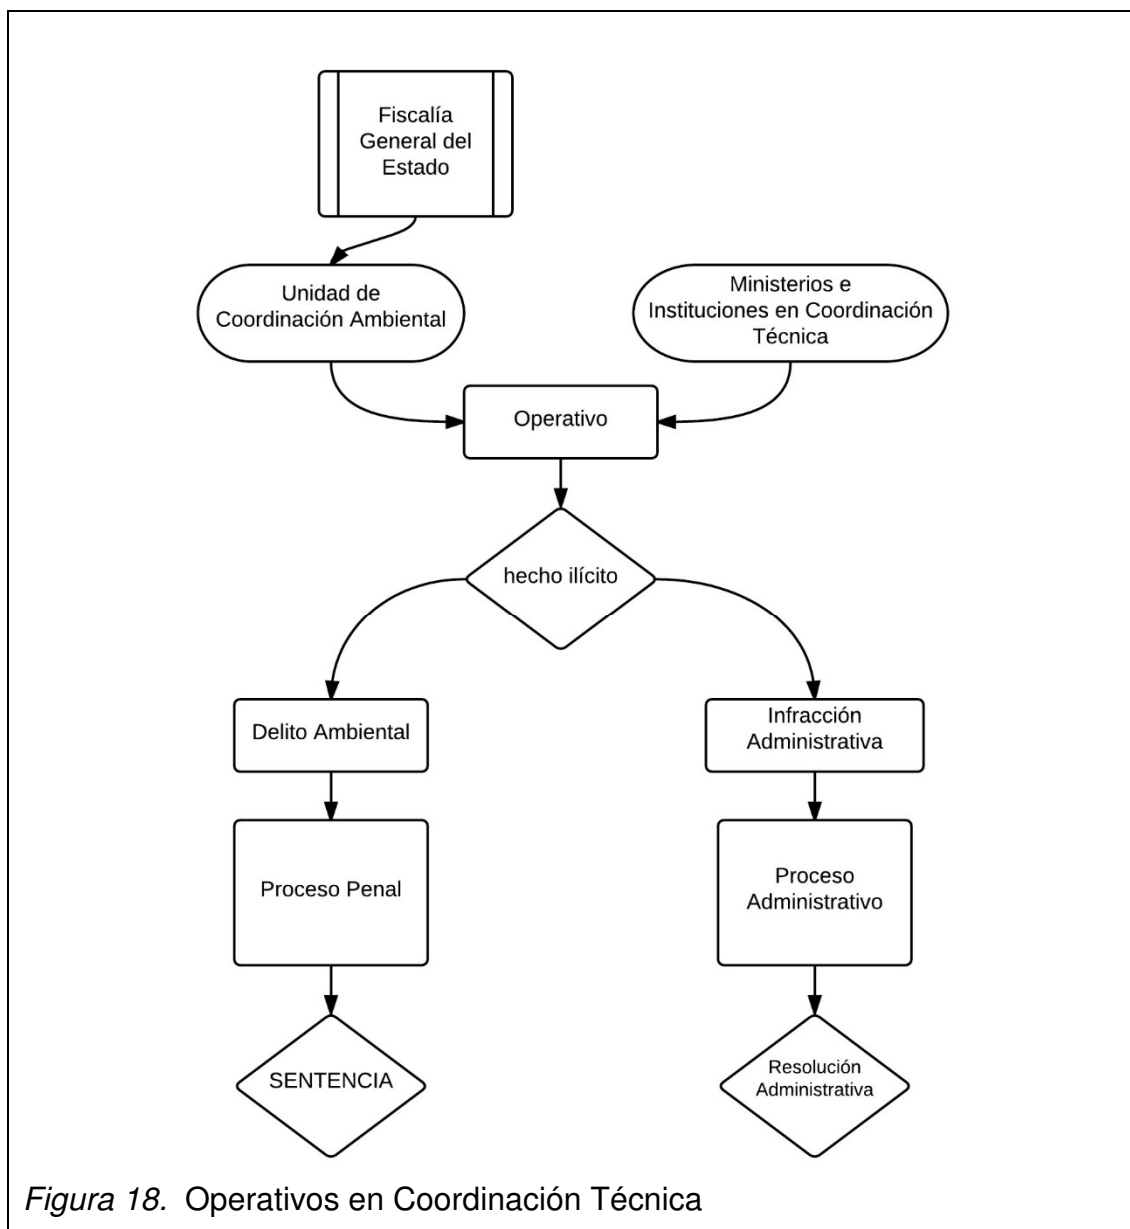 Fiscalía
General del
Estado
Unidad de
Coordinación Ambiental
Ministerios e
Instituciones en Coordinación
Técnica
Operativo
hecho ilícito
Delito Ambiental
Infracción
Administrativa
Proceso Penal
Proceso
Administrativo
SENTENCIA
Resolución
Administrativa
Figura 18. Operativos en Coordinación Técnica